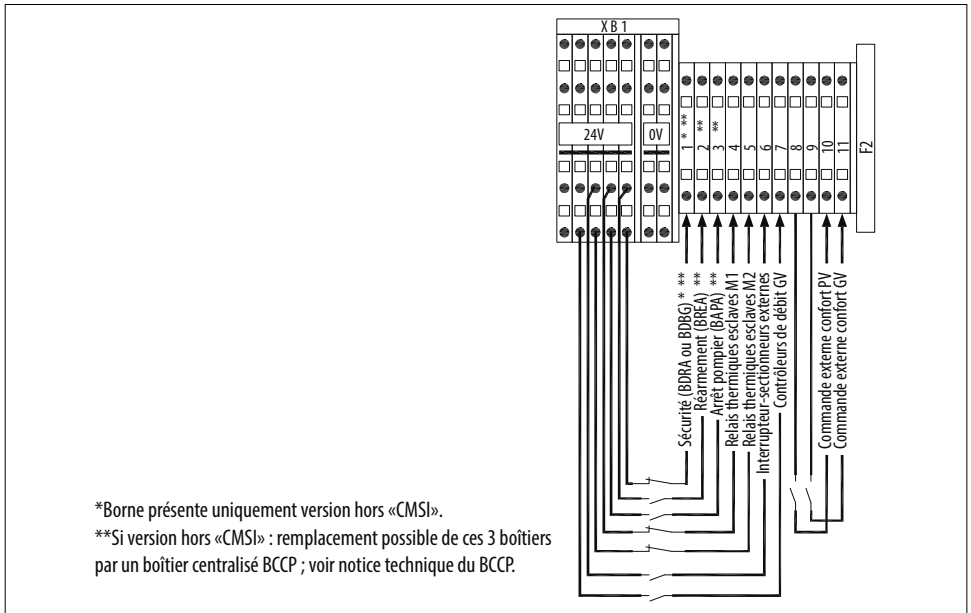 XB1
24V
0V
1 * **
2 **
3 **
4
5
6
7
8
9
10
11
F2
Sécurité (BDRA ou BDBG) * **
Réarmement (BREA) **
Arrêt pompier (BAPA) **
Relais thermiques esclaves M1
Relais thermiques esclaves M2
Interrupteur-sectionneurs externes
Contrôleurs de débit GV
Commande externe confort PV
Commande externe confort GV
*Borne présente uniquement version hors «CMSI».
**Si version hors «CMSI» : remplacement possible de ces 3 boîtiers
par un boîtier centralisé BCCP ; voir notice technique du BCCP.